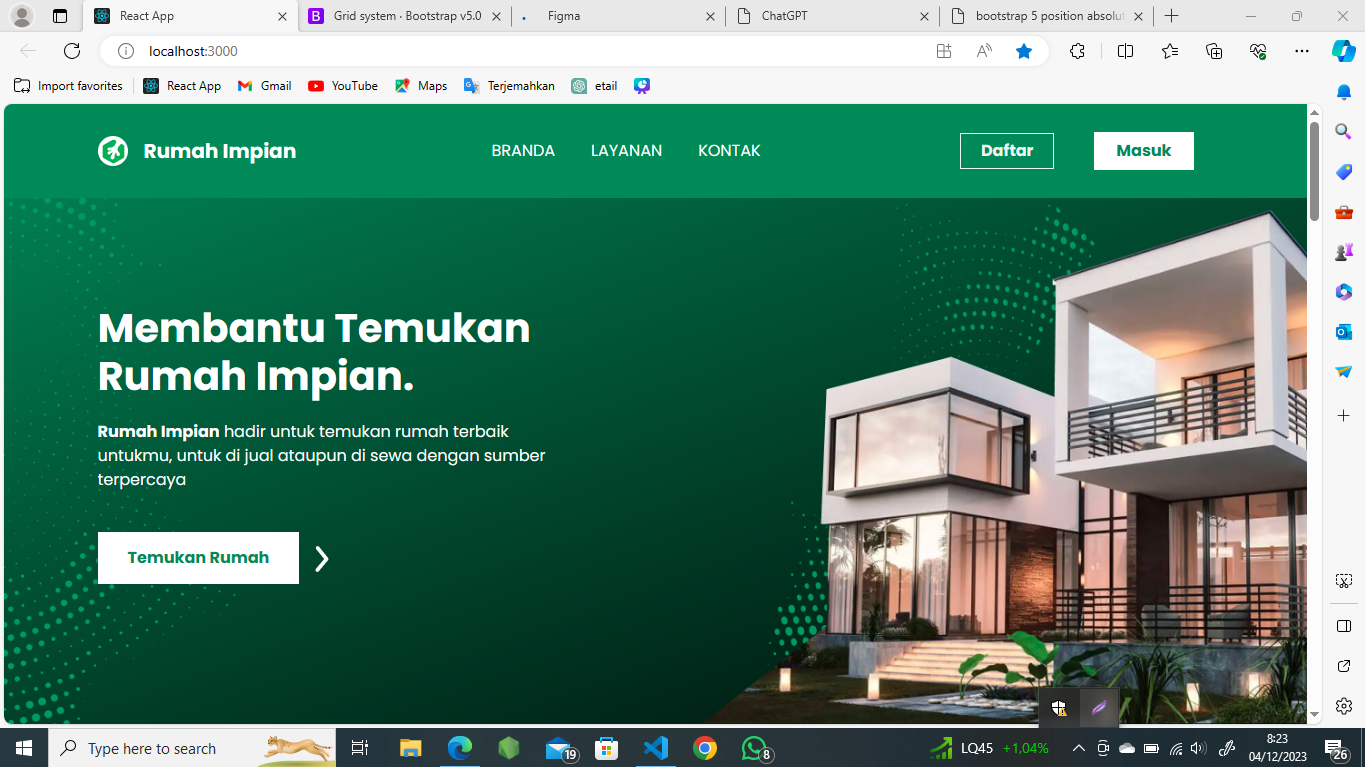 React App
Grid system · Bootstrap v5.0
Figma
ChatGPT
bootstrap 5 position absolut
localhost:3000
Import favorites
React App
Gmail
YouTube
Maps
Terjemahkan
etail
Rumah Impian
BRANDA
LAYANAN
KONTAK
Daftar
Masuk
Membantu Temukan
Rumah Impian.
Rumah Impian hadir untuk temukan rumah terbaik
untukmu, untuk di jual ataupun di sewa dengan sumber
terpercaya
Temukan Rumah
Type here to search
19
8
LQ45 +1,04%
8:23
04/12/2023
26